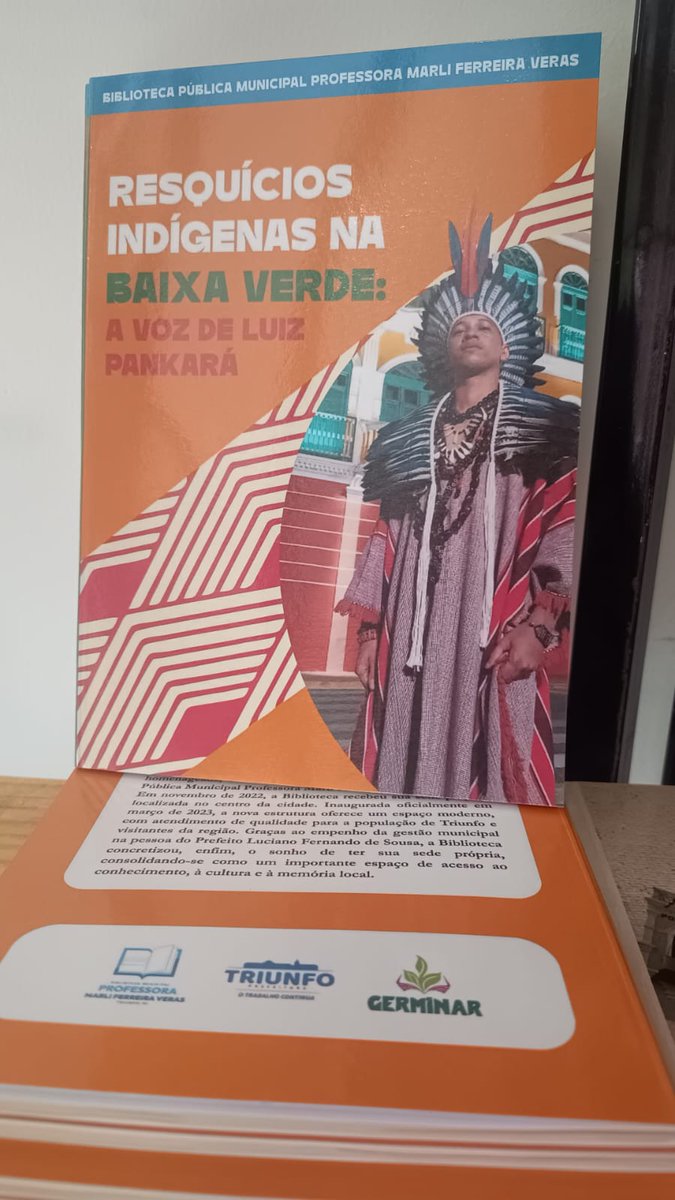 BIBLIOTECA PÚBLICA MUNICIPAL PROFESSORA MARLI FERREIRA VERAS
RESQUÍCIOS
INDÍGENAS NA
BAIXA VERDE:
A VOZ DE LUIZ
PANKARÁ
Pública Municipal Professora
Em novembro de 2022, a Biblioteca recebeu sua
localizada no centro da cidade. Inaugurada oficialmente em
março de 2023, a nova estrutura oferece um espaço moderno,
com atendimento de qualidade para a população de Triunfo e
visitantes da região. Graças ao empenho da gestão municipal
na pessoa do Prefeito Luciano Fernando de Sousa, a Biblioteca
concretizou, enfim, o sonho de ter sua sede própria,
consolidando-se como um importante espaço de acesso ao
conhecimento, à cultura e à memória local.
PROFESSORA
MARLI FERREIRA VERAS
TRIUNFO
PREFEITURA
O TRABALHO CONTINUA
GERMINAR